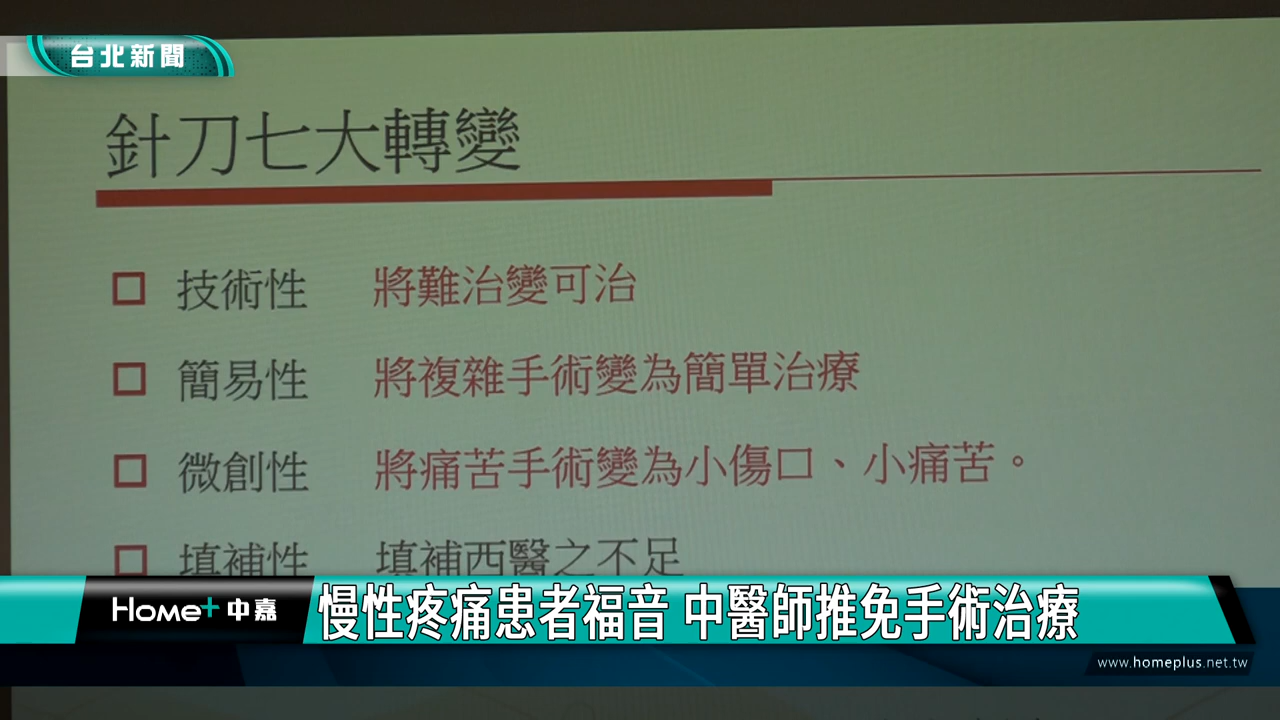 台北新聞
針刀七大轉變
技術性 將難治變可治
簡易性 將複雜手術變為簡單治療
微創性 將痛苦手術變為小傷口、小痛苦。
填補性 填補西醫之不足
Home+中嘉 慢性疼痛患者福音 中醫師推免手術治療
www.homeplus.net.tw